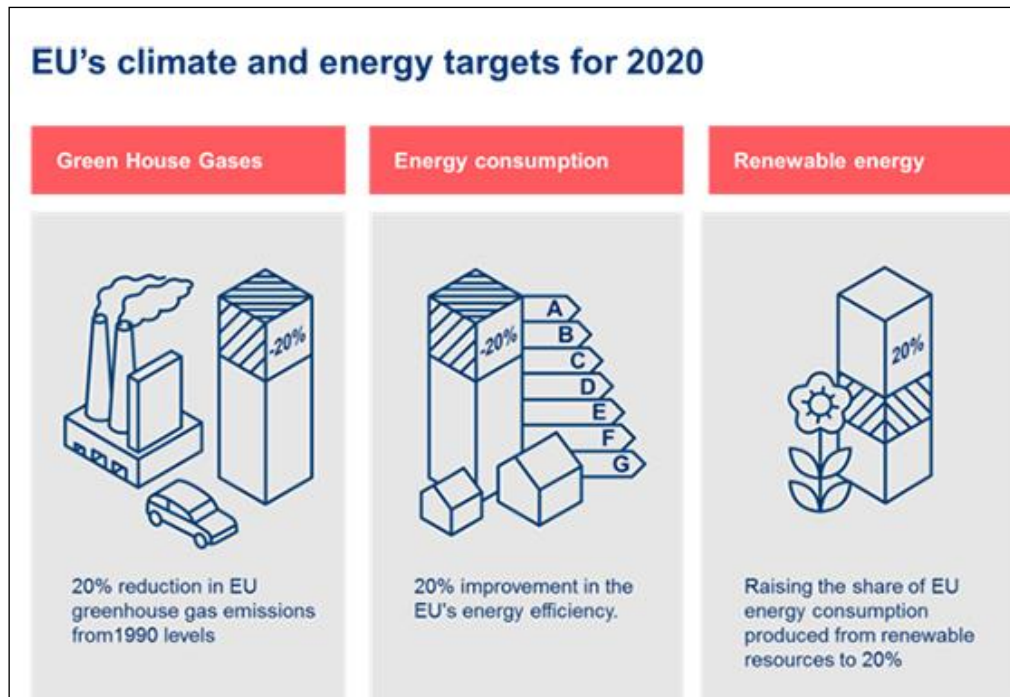 EU's climate and energy targets for 2020
Green House Gases
Energy consumption
Renewable energy
-20%
-20%
A
B
C
D
E
F
G
20%
20% reduction in EU
greenhouse gas emissions
from1990 levels
20% improvement in the
EU's energy efficiency.
Raising the share of EU
energy consumption
produced from renewable
resources to 20%